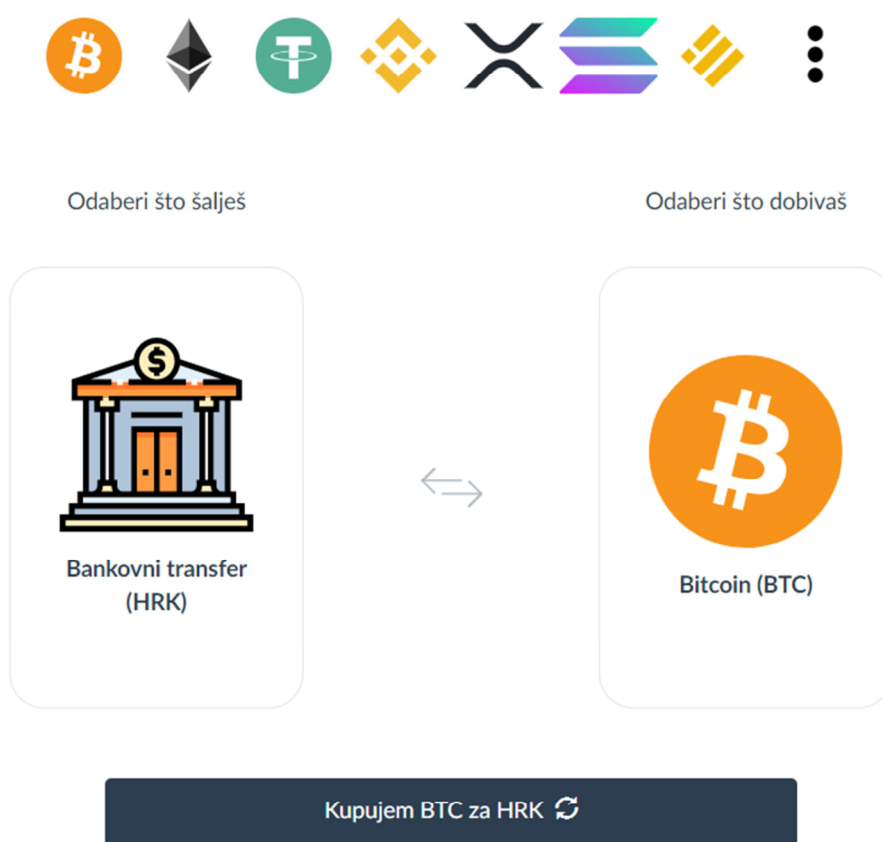 Odaberi što šalješ
Odaberi što dobivaš
Bankovni transfer
(HRK)
Bitcoin (BTC)
Kupujem BTC za HRK